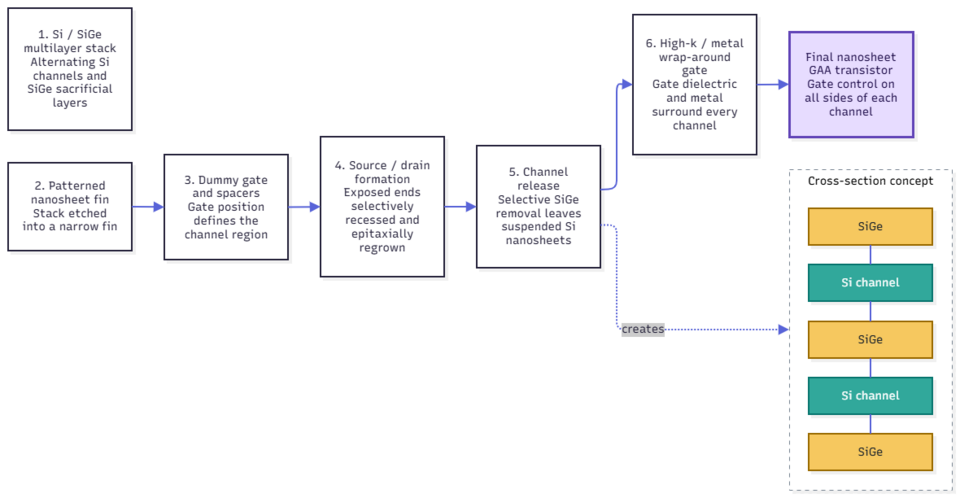 1. Si / SiGe
multilayer stack
Alternating Si
channels and
SiGe sacrificial
layers
2. Patterned
nanosheet fin
Stack etched
into a narrow fin
3. Dummy gate
and spacers
Gate position
defines the
channel region
4. Source / drain
formation
Exposed ends
selectively
recessed and
epitaxially
regrown
5. Channel
release
Selective SiGe
removal leaves
suspended Si
nanosheets
6. High-k / metal
wrap-around
gate
Gate dielectric
and metal
surround every
channel
Final nanosheet
GAA transistor
Gate control on
all sides of each
channel
creates
Cross-section concept
SiGe
Si channel
SiGe
Si channel
SiGe